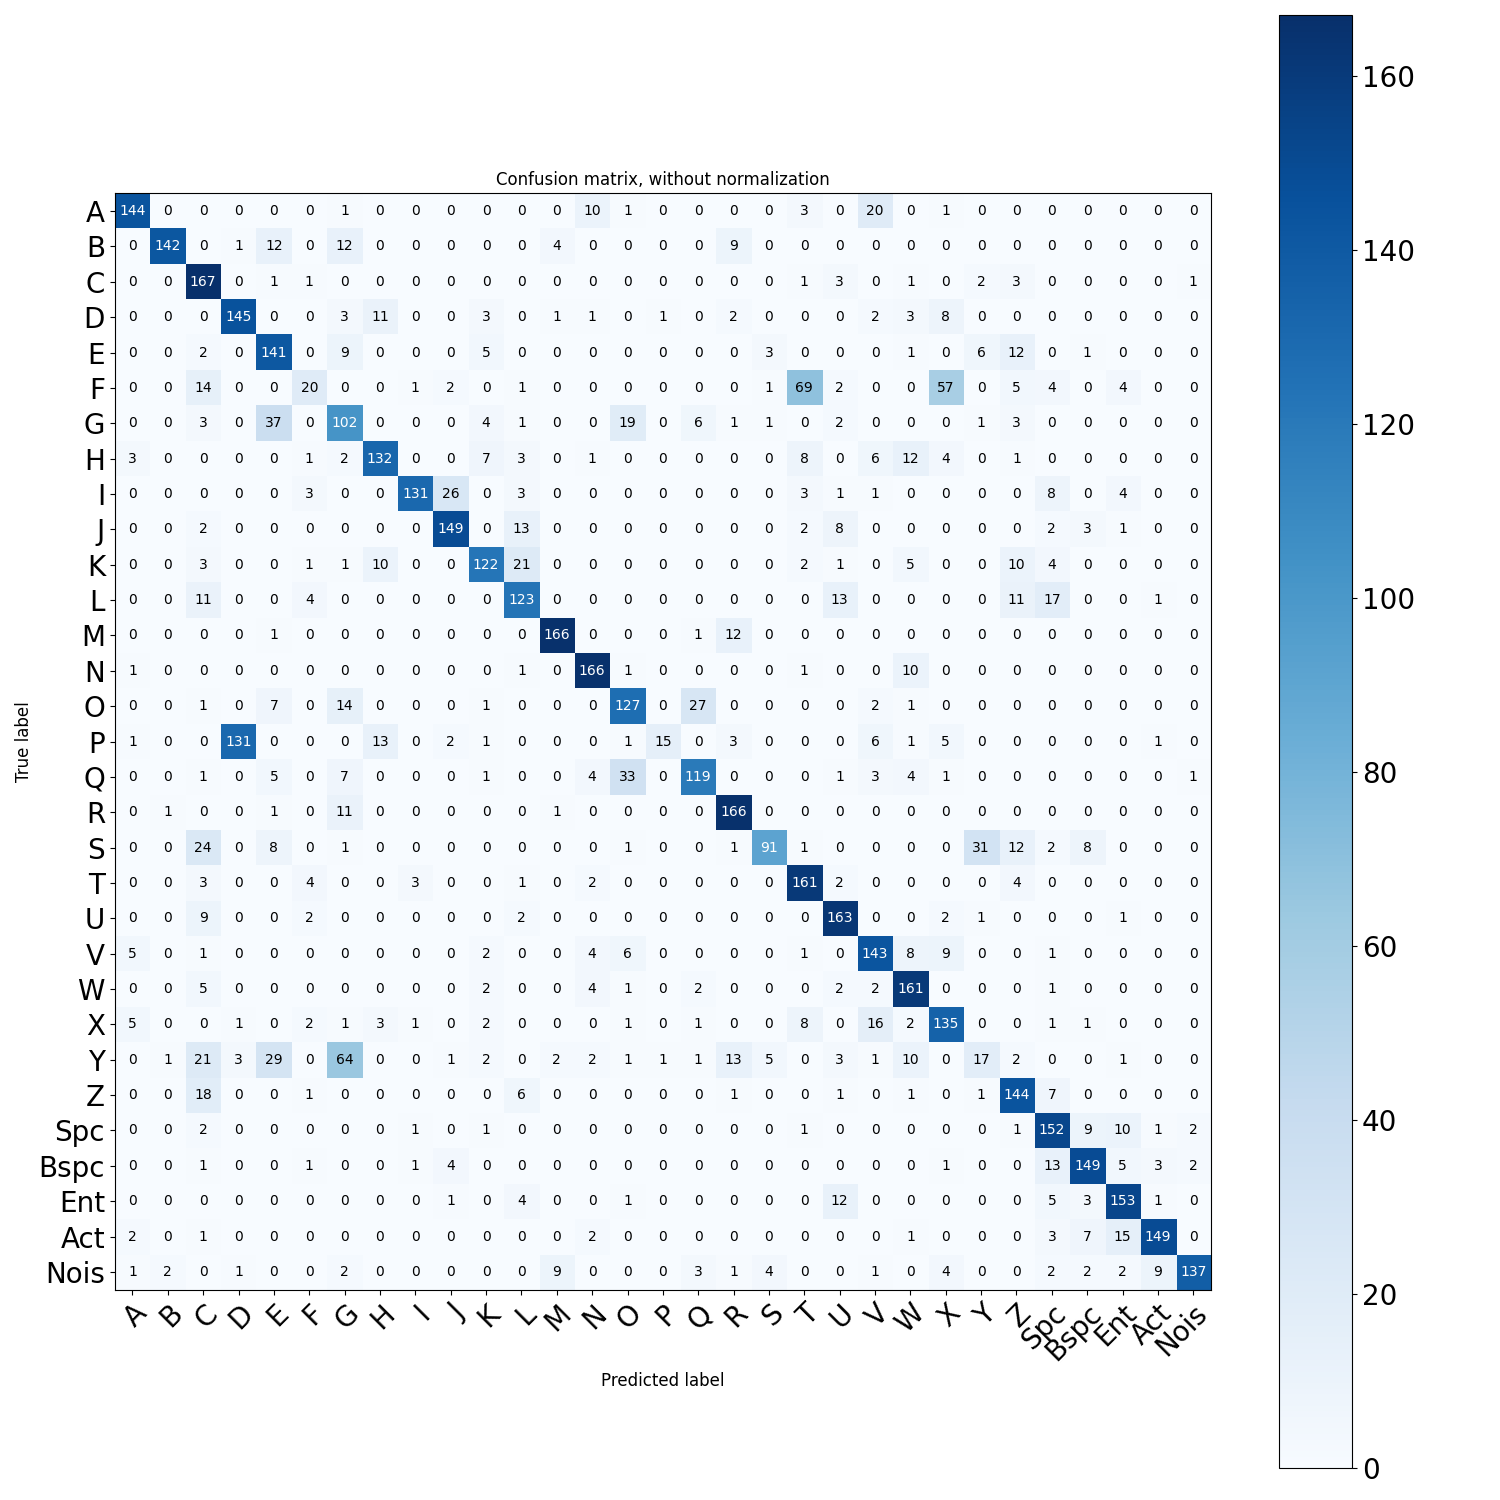 Confusion matrix, without normalization
A 144 0 0 0 0 0 1 0 0 0 0 0 0 10 1 0 0 0 0 3 0 20 0 1 0 0 0 0 0 0 0
B 0 142 0 1 12 0 12 0 0 0 0 0 4 0 0 0 0 9 0 0 0 0 0 0 0 0 0 0 0 0 0
C 0 0 167 0 1 1 0 0 0 0 0 0 0 0 0 0 0 0 0 1 3 0 1 0 2 3 0 0 0 0 1
D 0 0 0 145 0 0 3 11 0 0 3 0 1 1 0 1 0 2 0 0 0 2 3 8 0 0 0 0 0 0 0
E 0 0 2 0 141 0 9 0 0 0 5 0 0 0 0 0 0 0 3 0 0 0 1 0 6 12 0 1 0 0 0
F 0 0 14 0 0 20 0 0 1 2 0 1 0 0 0 0 0 0 1 69 2 0 0 57 0 5 4 0 4 0 0
G 0 0 3 0 37 0 102 0 0 0 4 1 0 0 19 0 6 1 1 0 2 0 0 0 1 3 0 0 0 0 0
H 3 0 0 0 0 1 2 132 0 0 7 3 0 1 0 0 0 0 0 8 0 6 12 4 0 1 0 0 0 0 0
I 0 0 0 0 0 3 0 0 131 26 0 3 0 0 0 0 0 0 0 3 1 1 0 0 0 0 8 0 4 0 0
J 0 0 2 0 0 0 0 0 0 149 0 13 0 0 0 0 0 0 0 2 8 0 0 0 0 0 2 3 1 0 0
K 0 0 3 0 0 1 1 10 0 0 122 21 0 0 0 0 0 0 0 2 1 0 5 0 0 10 4 0 0 0 0
L 0 0 11 0 0 4 0 0 0 0 0 123 0 0 0 0 0 0 0 0 13 0 0 0 0 11 17 0 0 1 0
M 0 0 0 0 1 0 0 0 0 0 0 0 166 0 0 0 1 12 0 0 0 0 0 0 0 0 0 0 0 0 0
N 1 0 0 0 0 0 0 0 0 0 0 1 0 166 1 0 0 0 0 1 0 0 10 0 0 0 0 0 0 0 0
O 0 0 1 0 7 0 14 0 0 0 1 0 0 0 127 0 27 0 0 0 0 2 1 0 0 0 0 0 0 0 0
P 1 0 0 131 0 0 0 13 0 2 1 0 0 0 1 15 0 3 0 0 0 6 1 5 0 0 0 0 0 1 0
Q 0 0 1 0 5 0 7 0 0 0 1 0 0 4 33 0 119 0 0 0 1 3 4 1 0 0 0 0 0 0 1
R 0 1 0 0 1 0 11 0 0 0 0 0 1 0 0 0 0 166 0 0 0 0 0 0 0 0 0 0 0 0 0
S 0 0 24 0 8 0 1 0 0 0 0 0 0 0 1 0 0 1 91 1 0 0 0 0 31 12 2 8 0 0 0
T 0 0 3 0 0 4 0 0 3 0 0 1 0 2 0 0 0 0 0 161 2 0 0 0 0 4 0 0 0 0 0
U 0 0 9 0 0 2 0 0 0 0 0 2 0 0 0 0 0 0 0 0 163 0 0 2 1 0 0 0 1 0 0
V 5 0 1 0 0 0 0 0 0 0 2 0 0 4 6 0 0 0 0 1 0 143 8 9 0 0 1 0 0 0 0
W 0 0 5 0 0 0 0 0 0 0 2 0 0 4 1 0 2 0 0 0 2 2 161 0 0 0 1 0 0 0 0
X 5 0 0 1 0 2 1 3 1 0 2 0 0 0 1 0 1 0 0 8 0 16 2 135 0 0 1 1 0 0 0
Y 0 1 21 3 29 0 64 0 0 1 2 0 2 2 1 1 1 13 5 0 3 1 10 0 17 2 0 0 1 0 0
Z 0 0 18 0 0 1 0 0 0 0 0 6 0 0 0 0 0 1 0 0 1 0 1 0 1 144 7 0 0 0 0
Spc 0 0 2 0 0 0 0 0 1 0 1 0 0 0 0 0 0 0 0 1 0 0 0 0 0 1 152 9 10 1 2
Bspc 0 0 1 0 0 1 0 0 1 4 0 0 0 0 0 0 0 0 0 0 0 0 0 1 0 0 13 149 5 3 2
Ent 0 0 0 0 0 0 0 0 0 1 0 4 0 0 1 0 0 0 0 0 12 0 0 0 0 0 5 3 153 1 0
Act 2 0 1 0 0 0 0 0 0 0 0 0 0 2 0 0 0 0 0 0 0 0 1 0 0 0 3 7 15 149 0
Nois 1 2 0 1 0 0 2 0 0 0 0 0 9 0 0 0 3 1 4 0 0 1 0 4 0 0 2 2 2 9 137
A B C D E F G H I J K L M N O P Q R S T U V W X Y Z Spc Bspc Ent Act Nois
Predicted label
True label
160
140
120
100
80
60
40
20
0